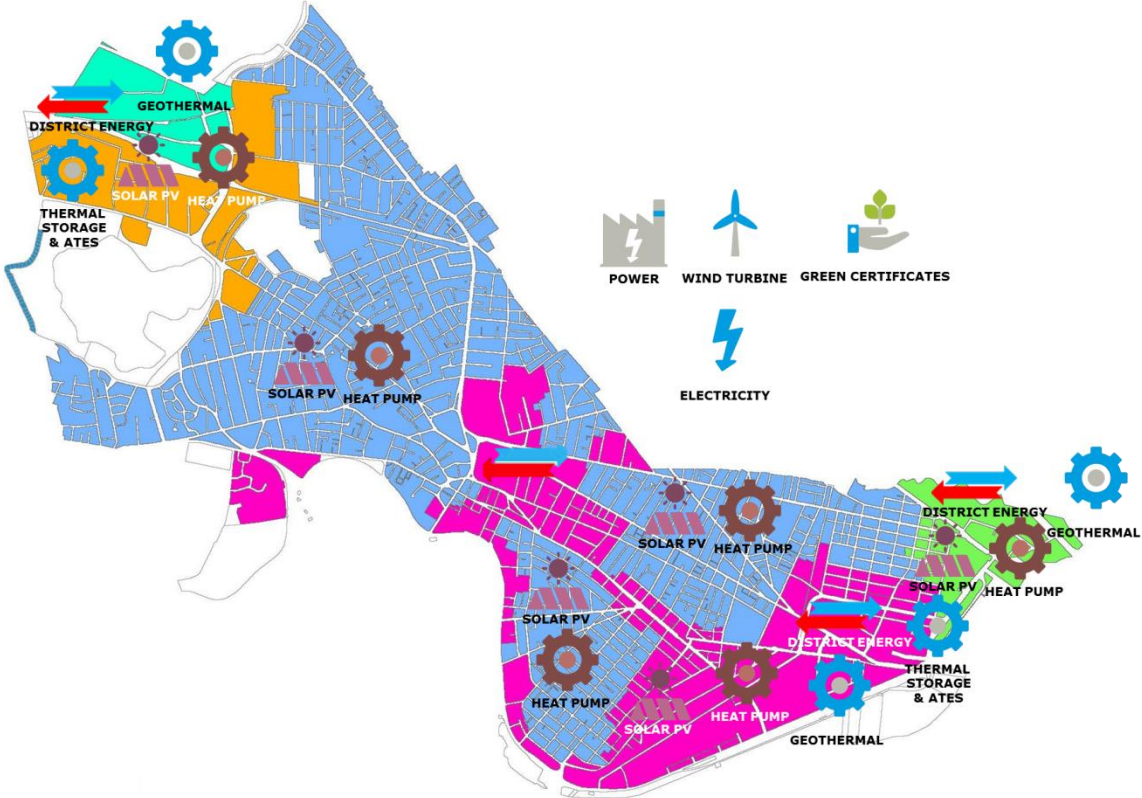 GEOTHERMAL
DISTRICT ENERGY
SOLAR PV
HEAT PUMP
THERMAL
STORAGE
& ATES
POWER
WIND TURBINE
GREEN CERTIFICATES
ELECTRICITY
SOLAR PV
HEAT PUMP
DISTRICT ENERGY
GEOTHERMAL
SOLAR PV
HEAT PUMP
SOLAR PV
HEAT PUMP
SOLAR PV
DISTRICT ENERGY
THERMAL
STORAGE
& ATES
HEAT PUMP
SOLAR PV
HEAT PUMP
GEOTHERMAL